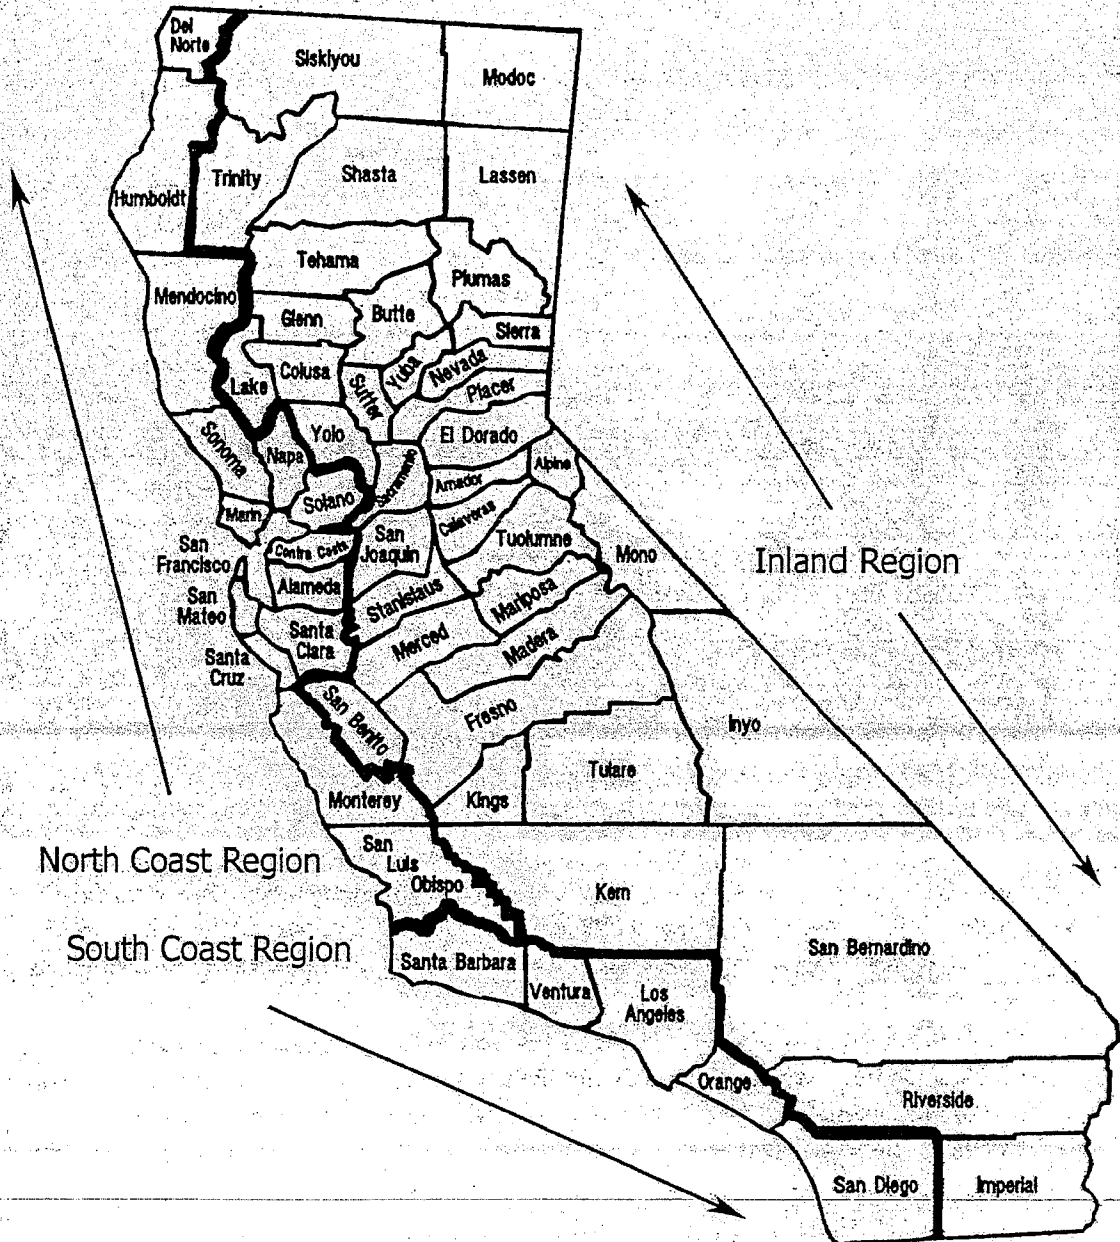 Del
Norte
Siskiyou
Modoc
Humboldt
Trinity
Shasta
Lassen
Tehama
Plumas
Mendocino
Glenn
Butte
Sierra
Lake
Colusa
Sutter
Yuba
Nevada
Placer
Sonoma
Napa
Yolo
El Dorado
Sacramento
Amador
Alpine
Solano
Marin
Calaveras
San
Francisco
Contra Costa
San
Joaquin
Tuolumne
Mono
Inland Region
San
Mateo
Alameda
Stanislaus
Mariposa
Santa
Clara
Merced
Madera
Santa
Cruz
San Benito
Fresno
Inyo
Tulare
Monterey
Kings
North Coast Region
San
Luis
Obispo
Kern
South Coast Region
Santa Barbara
San Bernardino
Ventura
Los
Angeles
Orange
Riverside
San Diego
Imperial